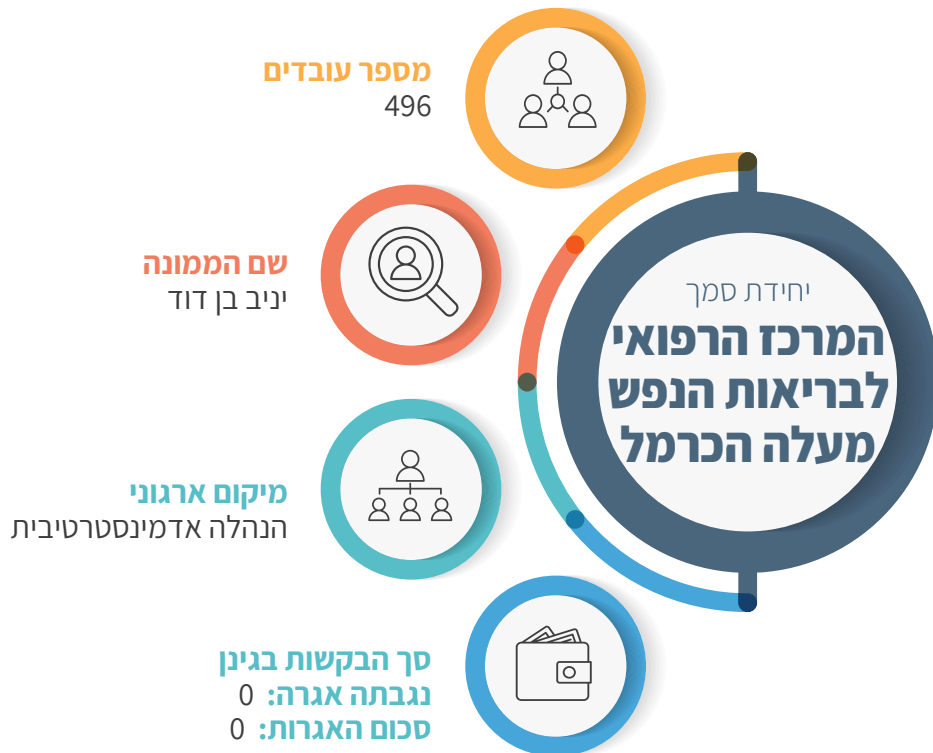 יחידת סמך
המרכז הרפואי
לבריאות הנפש
מעלה הכרמל
מספר עובדים
496
שם הממונה
יניב בן דוד
מיקום ארגוני
הנהלה אדמינסטרטיבית
סך הבקשות בגינן
נגבתה אגרה: 0
סכום האגרות: 0